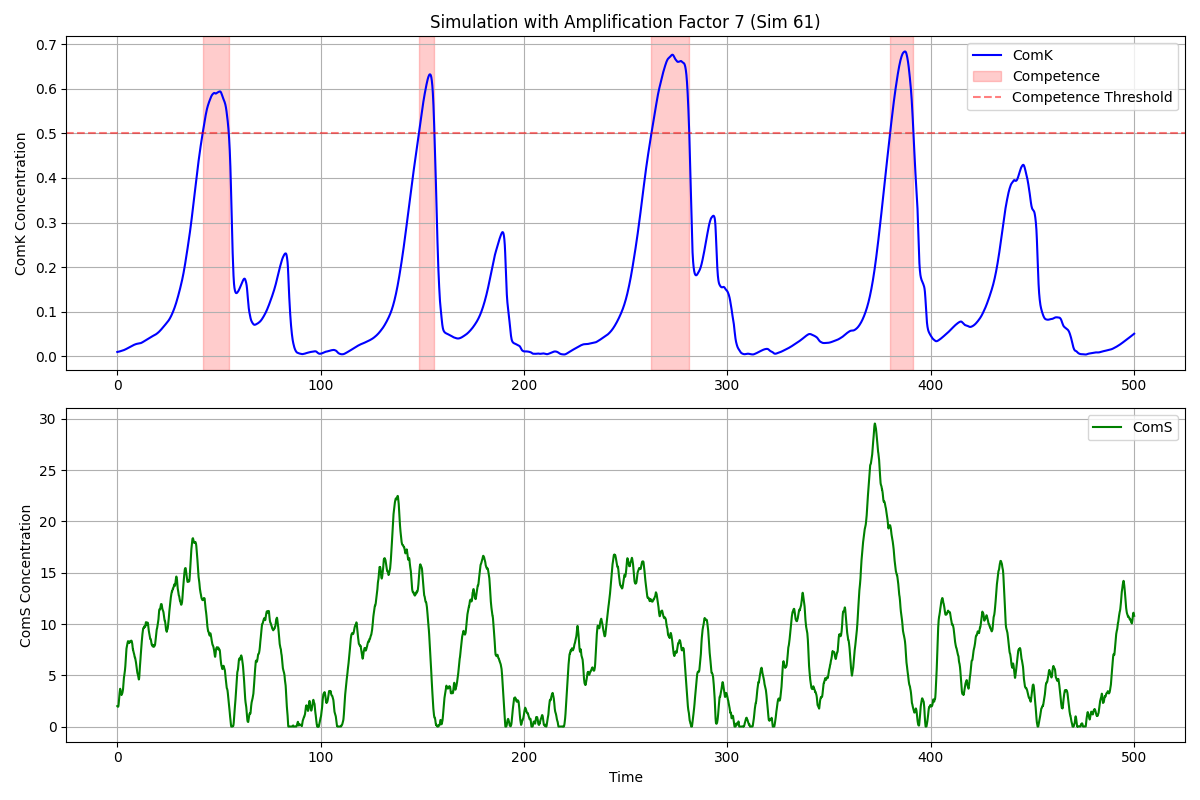 Simulation with Amplification Factor 7 (Sim 61)
ComK Concentration
0.7
0.6
0.5
0.4
0.3
0.2
0.1
0.0
ComK
Competence
Competence Threshold
0 100 200 300 400 500
ComS Concentration
30
25
20
15
10
5
0
ComS
0 100 200 300 400 500
Time